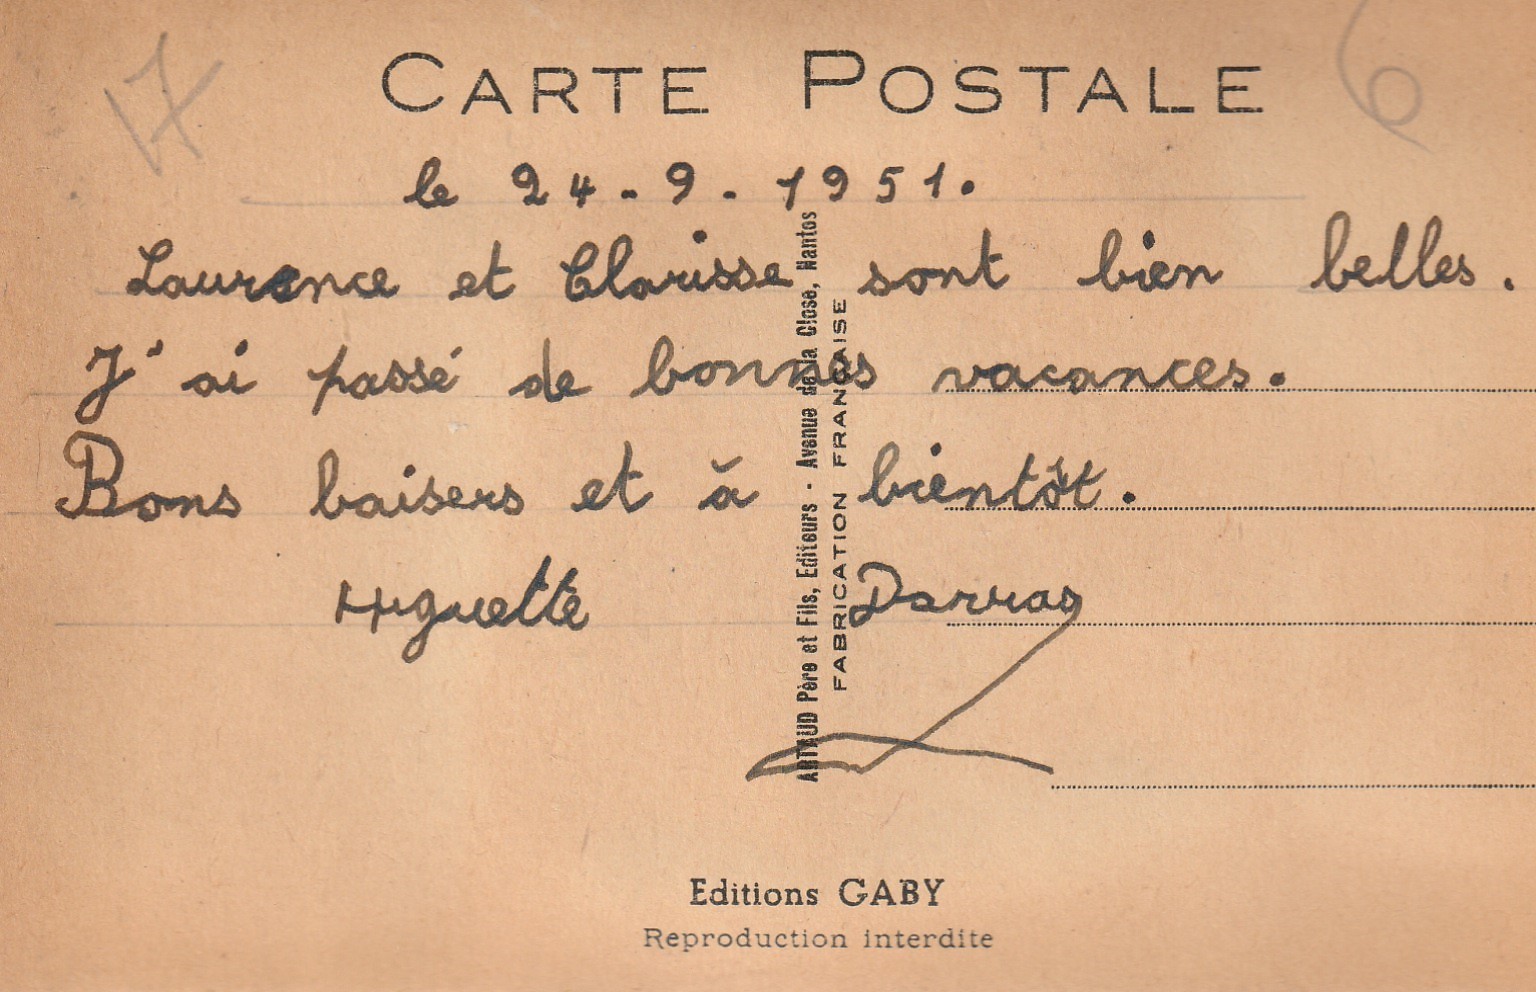 17
6
CARTE POSTALE
le 24-9-1951.
Laurence et Clarisse sont bien belles.
J'ai passé de bonnes vacances.
Bons baisers et à bientôt.
Huguette Darras
ARTAUD Père et Fils, Editeurs · Avenue de la Close, Nantes
FABRICATION FRANÇAISE
Editions GABY
Reproduction interdite